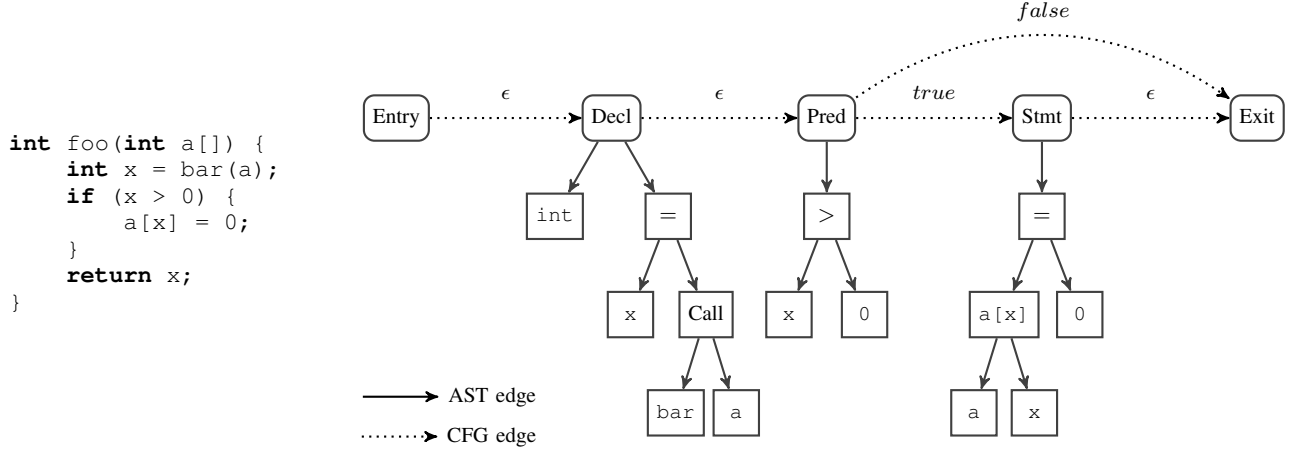 int foo(int a[]) {
    int x = bar(a);
    if (x > 0) {
        a[x] = 0;
    }
    return x;
}
false
ϵ ϵ true ϵ
Entry Decl Pred Stmt Exit
int = > =
x Call x 0 a[x] 0
bar a a x
AST edge
CFG edge